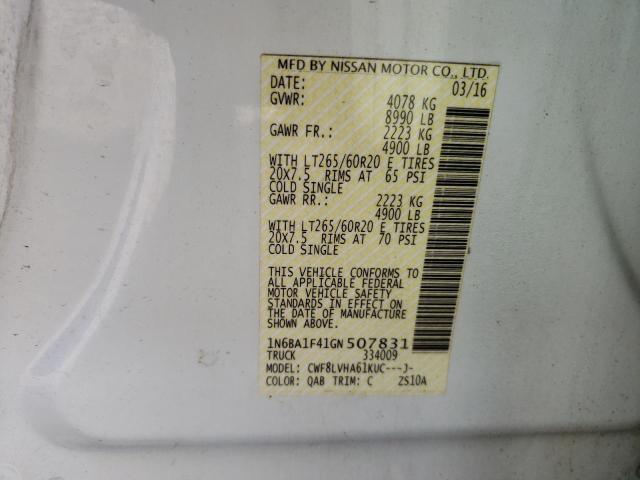 MFD BY NISSAN MOTOR CO., LTD.
DATE: 03/16
GVWR: 4078 KG
8990 LB
GAWR FR.: 2223 KG
4900 LB
WITH LT265/60R20 E TIRES
20X7.5 RIMS AT 65 PSI
COLD SINGLE
GAWR RR.: 2223 KG
4900 LB
WITH LT265/60R20 E TIRES
20X7.5 RIMS AT 70 PSI
COLD SINGLE
THIS VEHICLE CONFORMS TO
ALL APPLICABLE FEDERAL
MOTOR VEHICLE SAFETY
STANDARDS IN EFFECT ON
THE DATE OF MANUFACTURE
SHOWN ABOVE.
1N6BA1F41GN507831
TRUCK 334009
MODEL: CWF8LVHA61KUC---J-
COLOR: QAB TRIM: C ZS10A